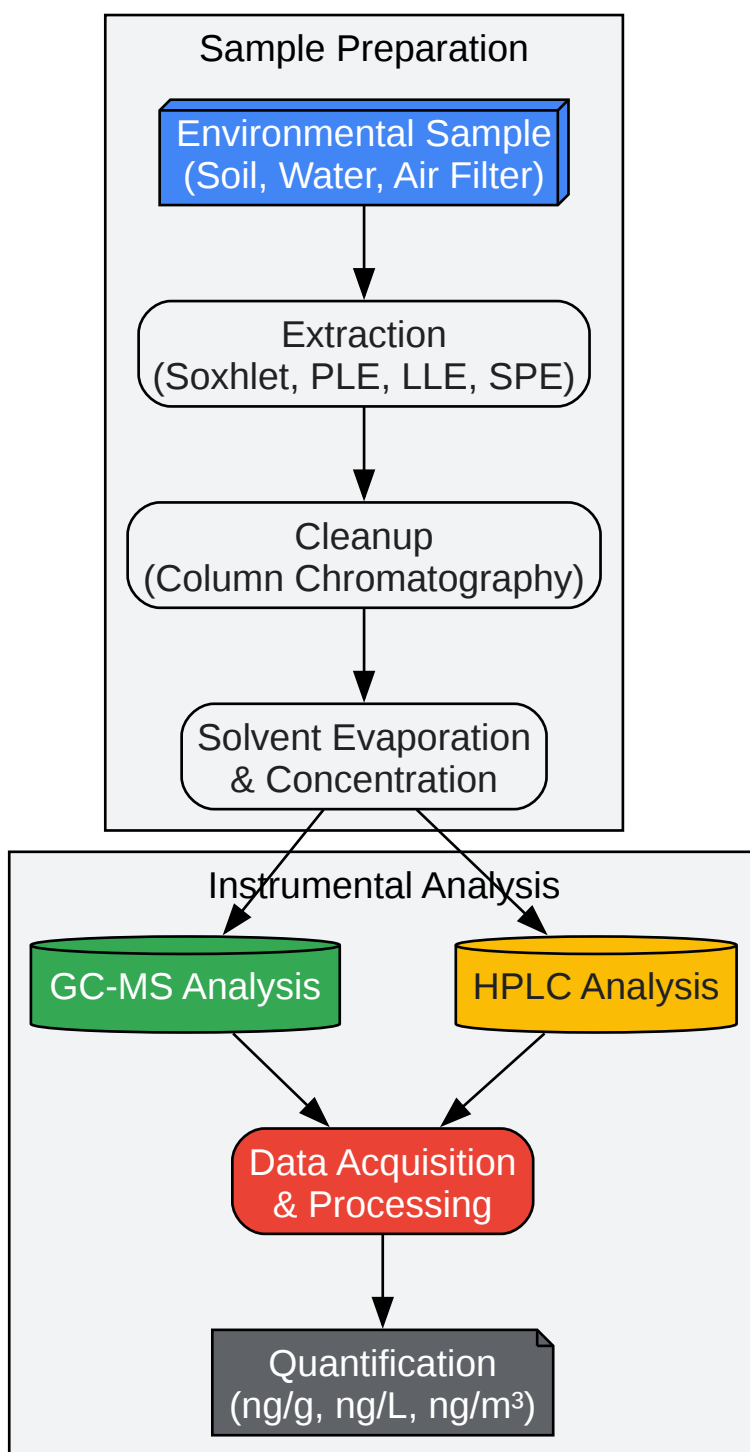 Sample Preparation
Environmental Sample
(Soil, Water, Air Filter)
Extraction
(Soxhlet, PLE, LLE, SPE)
Cleanup
(Column Chromatography)
Solvent Evaporation
& Concentration
Instrumental Analysis
GC-MS Analysis
HPLC Analysis
Data Acquisition
& Processing
Quantification
(ng/g, ng/L, ng/m³)